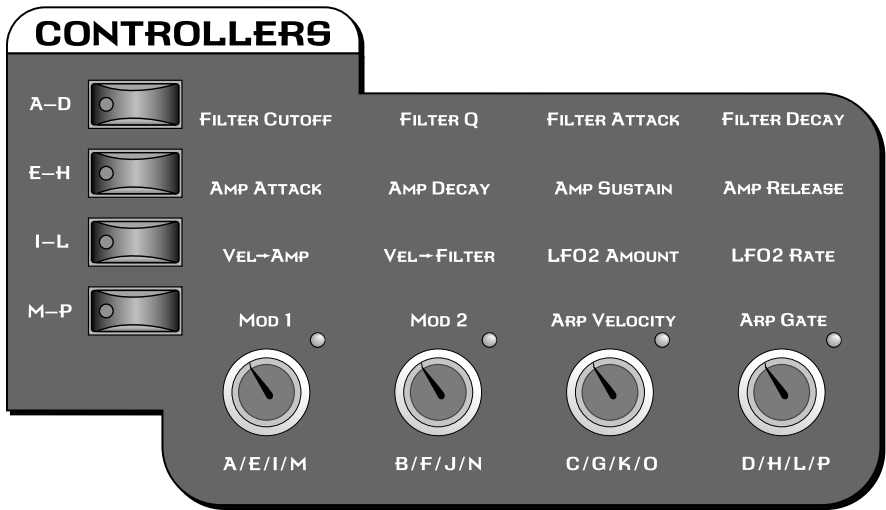 CONTROLLERS
A–D
FILTER CUTOFF FILTER Q FILTER ATTACK FILTER DECAY
E–H
AMP ATTACK AMP DECAY AMP SUSTAIN AMP RELEASE
I–L
VEL→AMP VEL→FILTER LFO2 AMOUNT LFO2 RATE
M–P
MOD 1 MOD 2 ARP VELOCITY ARP GATE
A/E/I/M B/F/J/N C/G/K/O D/H/L/P